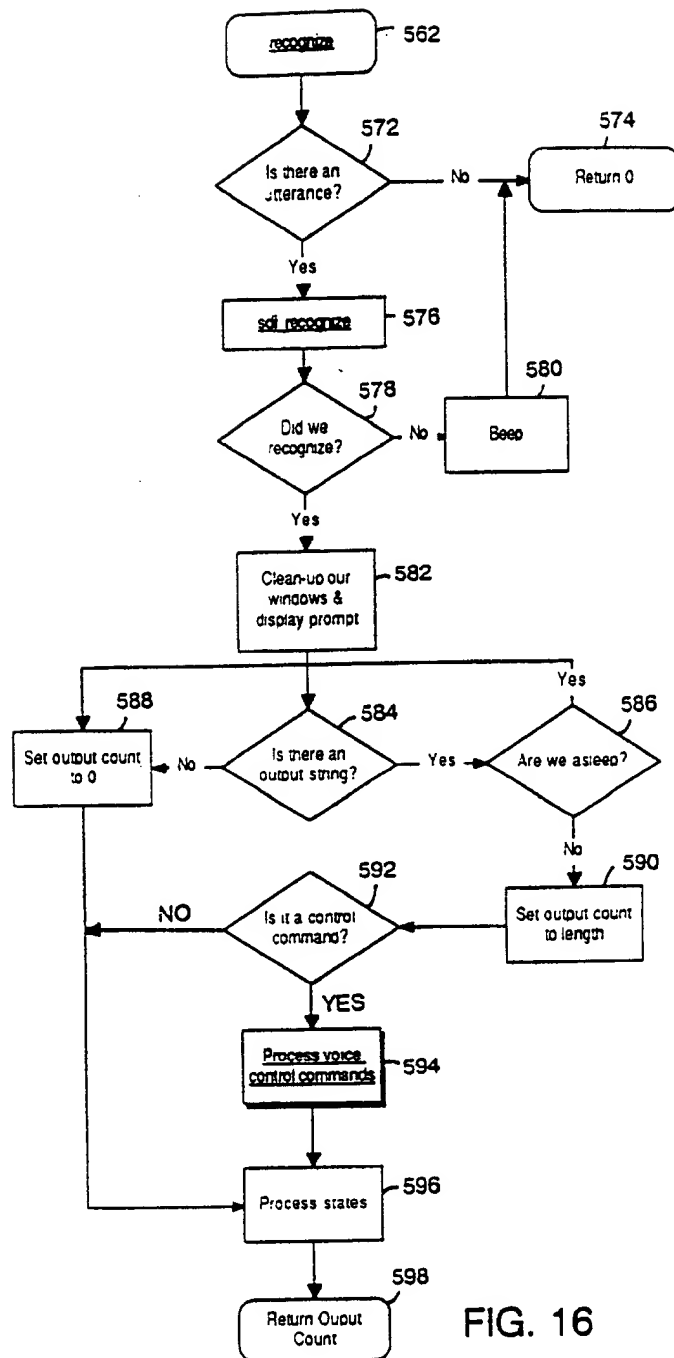 recognize
562
572
574
Is there an
utterance?
No
Return 0
Yes
sdi_recognize
576
578
580
Did we
recognize?
No
Beep
Yes
Clean-up our
windows &
display prompt
582
Yes
588
584
586
Set output count
to 0
No
Is there an
output string?
Yes
Are we asleep?
No
592
590
NO
Is it a control
command?
Set output count
to length
YES
Process voice
control commands
594
Process states
596
598
Return Ouput
Count
FIG. 16